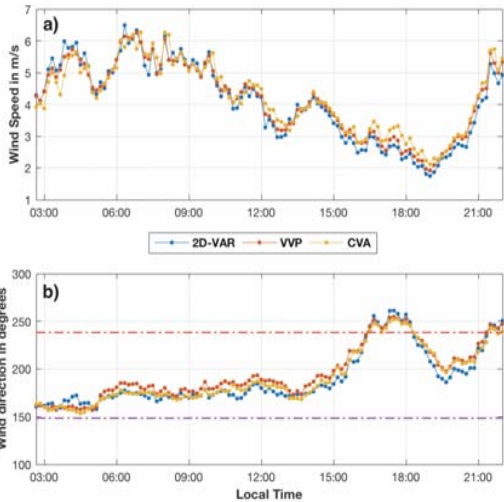 a)
Wind Speed in m/s
7
6
5
4
3
2
1
03:00 06:00 09:00 12:00 15:00 18:00 21:00
2D-VAR VVP CVA
b)
Wind direction in degrees
300
250
200
150
100
03:00 06:00 09:00 12:00 15:00 18:00 21:00
Local Time